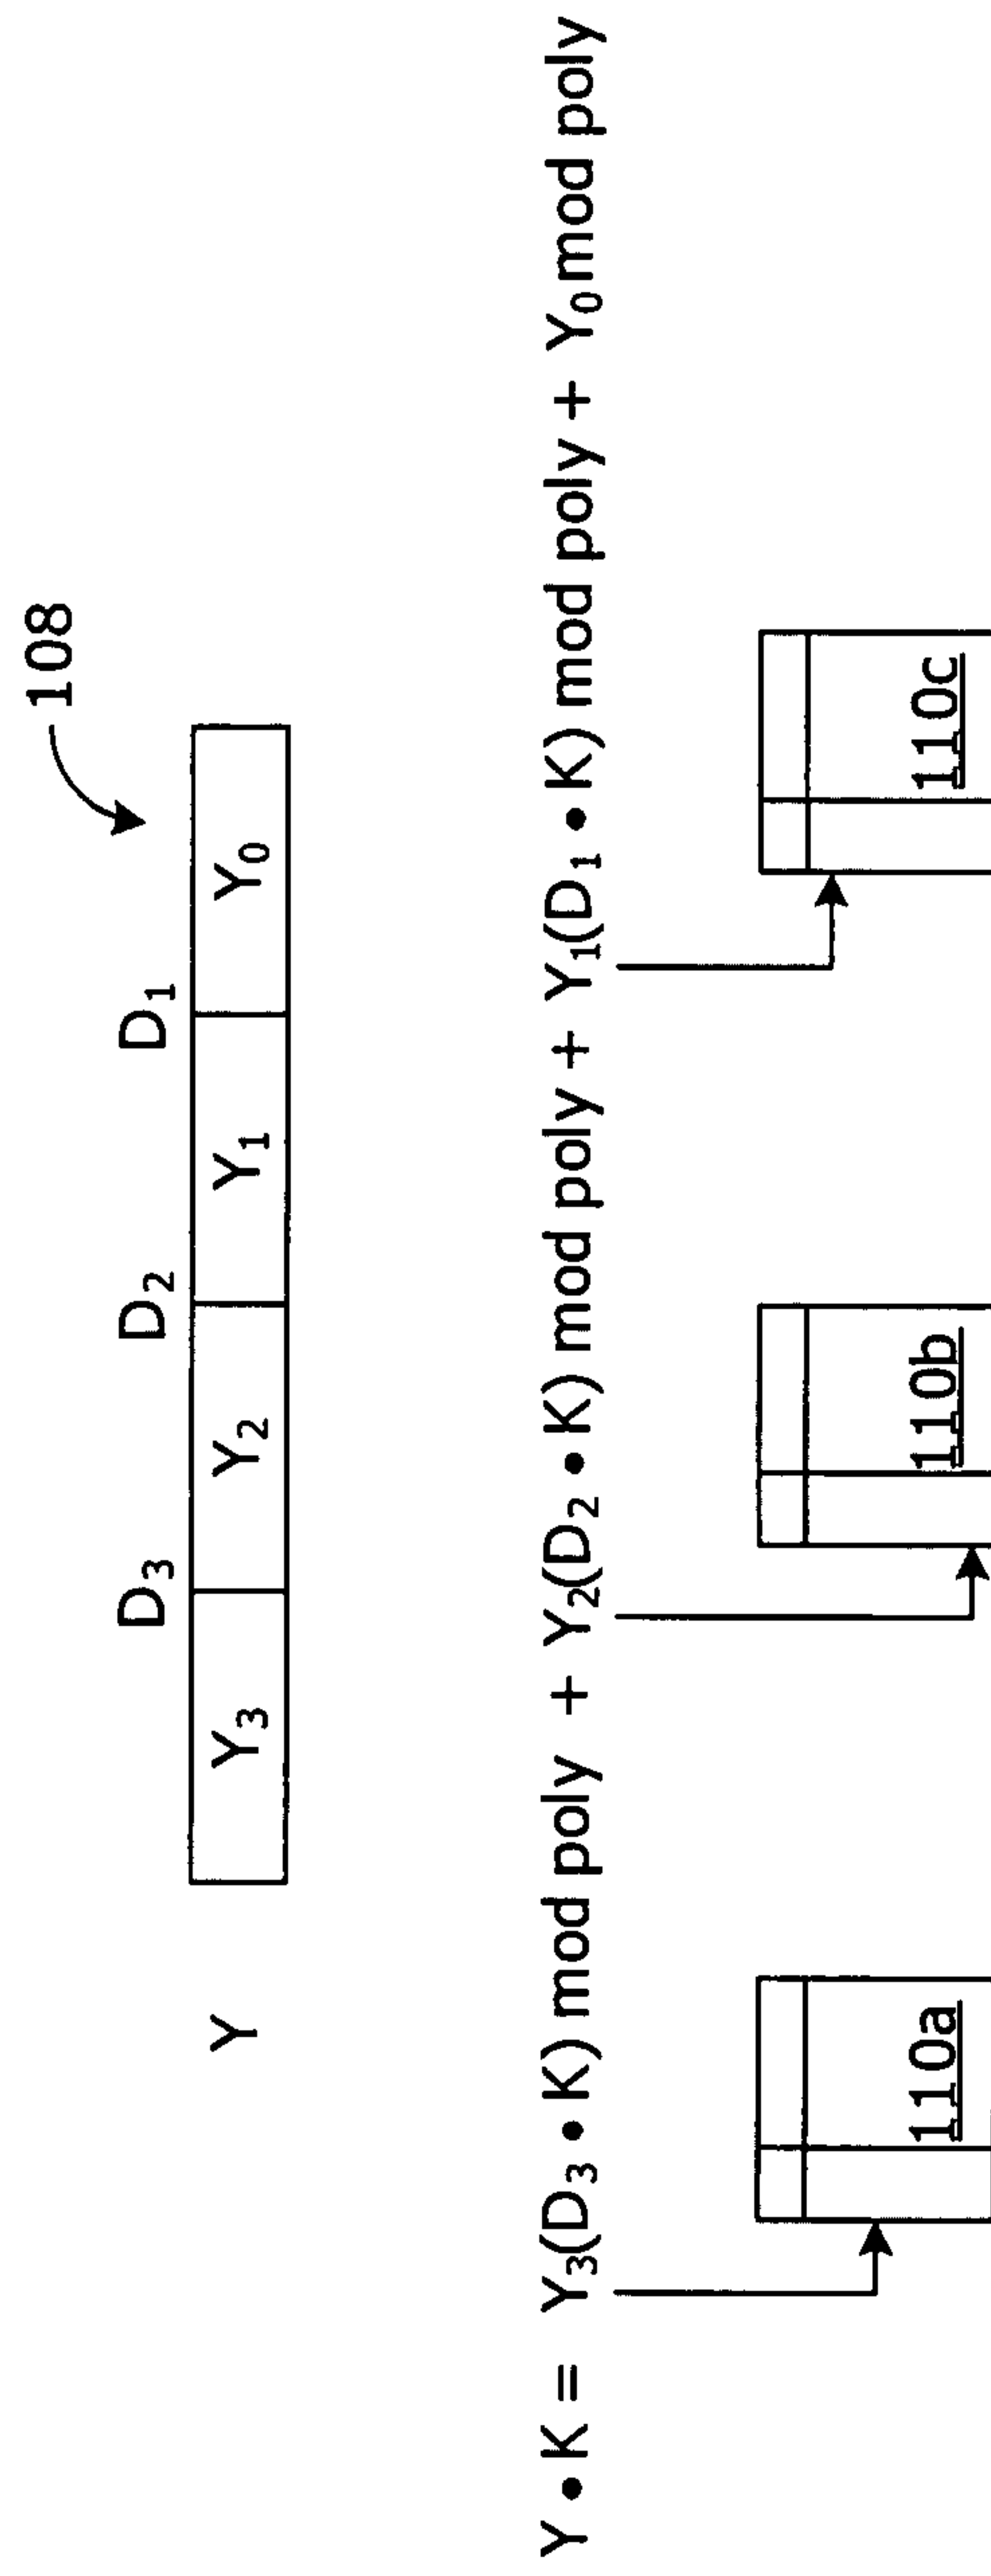 108
D₃ D₂ D₁
Y Y₃ Y₂ Y₁ Y₀
Y • K = Y₃(D₃ • K) mod poly + Y₂(D₂ • K) mod poly + Y₁(D₁ • K) mod poly + Y₀ mod poly
110a 110b 110c